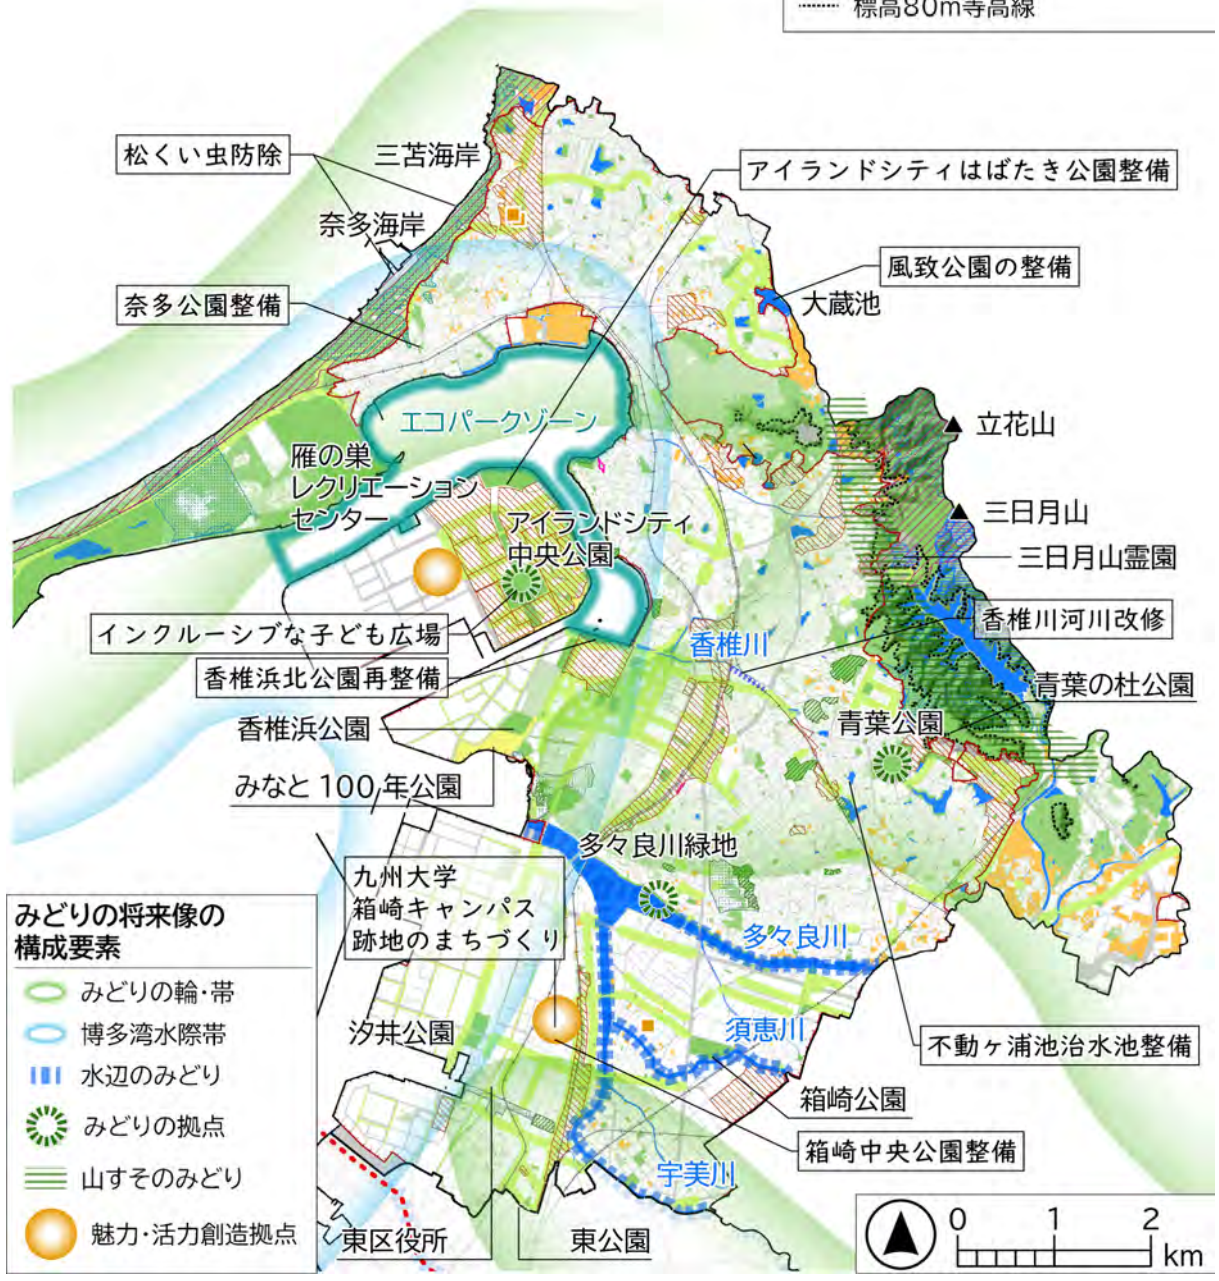 標高80m等高線
松くい虫防除
三苫海岸
アイランドシティはばたき公園整備
奈多海岸
風致公園の整備
奈多公園整備
大蔵池
エコパークゾーン
立花山
雁の巣
レクリエーション
センター
アイランドシティ
中央公園
三日月山
三日月山霊園
インクルーシブな子ども広場
香椎川
香椎川河川改修
香椎浜北公園再整備
青葉の杜公園
香椎浜公園
青葉公園
みなと100年公園
多々良川緑地
九州大学
箱崎キャンパス
跡地のまちづくり
多々良川
みどりの将来像の
構成要素
みどりの輪・帯
博多湾水際帯
水辺のみどり
みどりの拠点
山すそのみどり
魅力・活力創造拠点
汐井公園
須恵川
不動ヶ浦池治水池整備
箱崎公園
箱崎中央公園整備
宇美川
東区役所
東公園
0 1 2
km